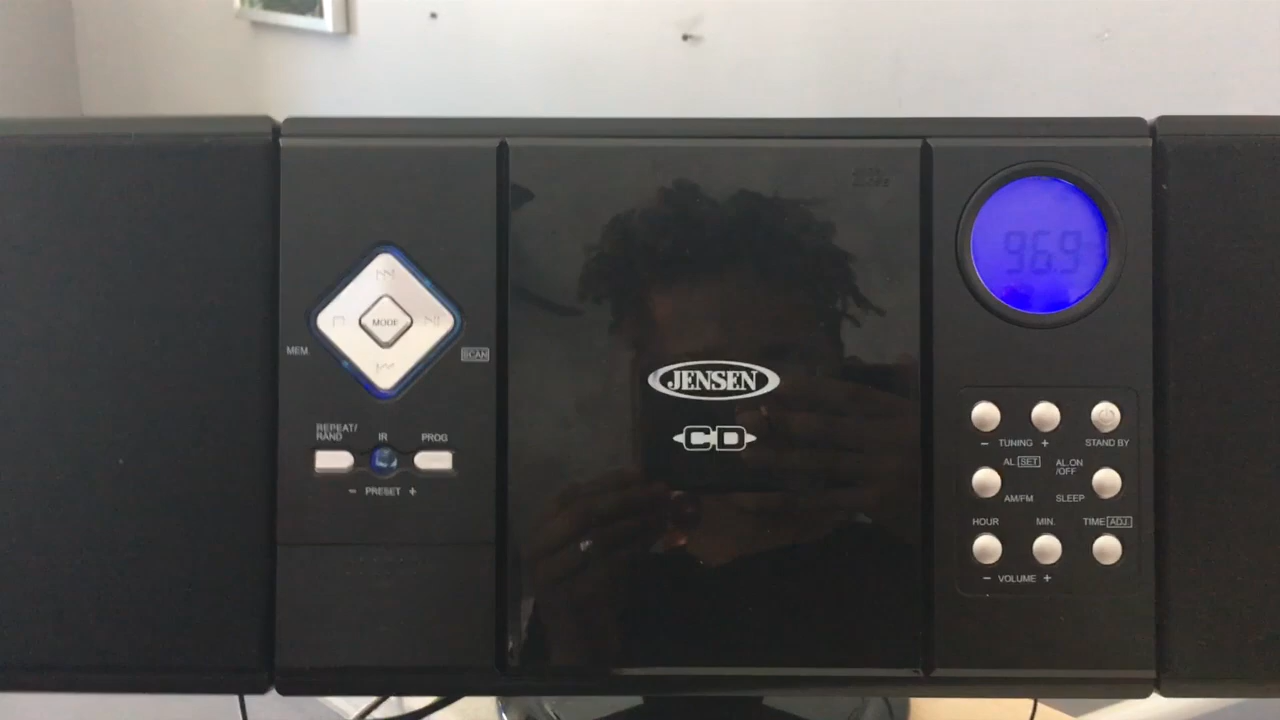 96.9
MODE
MEM.
SCAN
REPEAT/
RAND
IR
PROG
− PRESET +
JENSEN
CD
− TUNING +
STAND BY
AL.SET
AL.ON
/OFF
AM/FM
SLEEP
HOUR
MIN.
TIME ADJ.
− VOLUME +